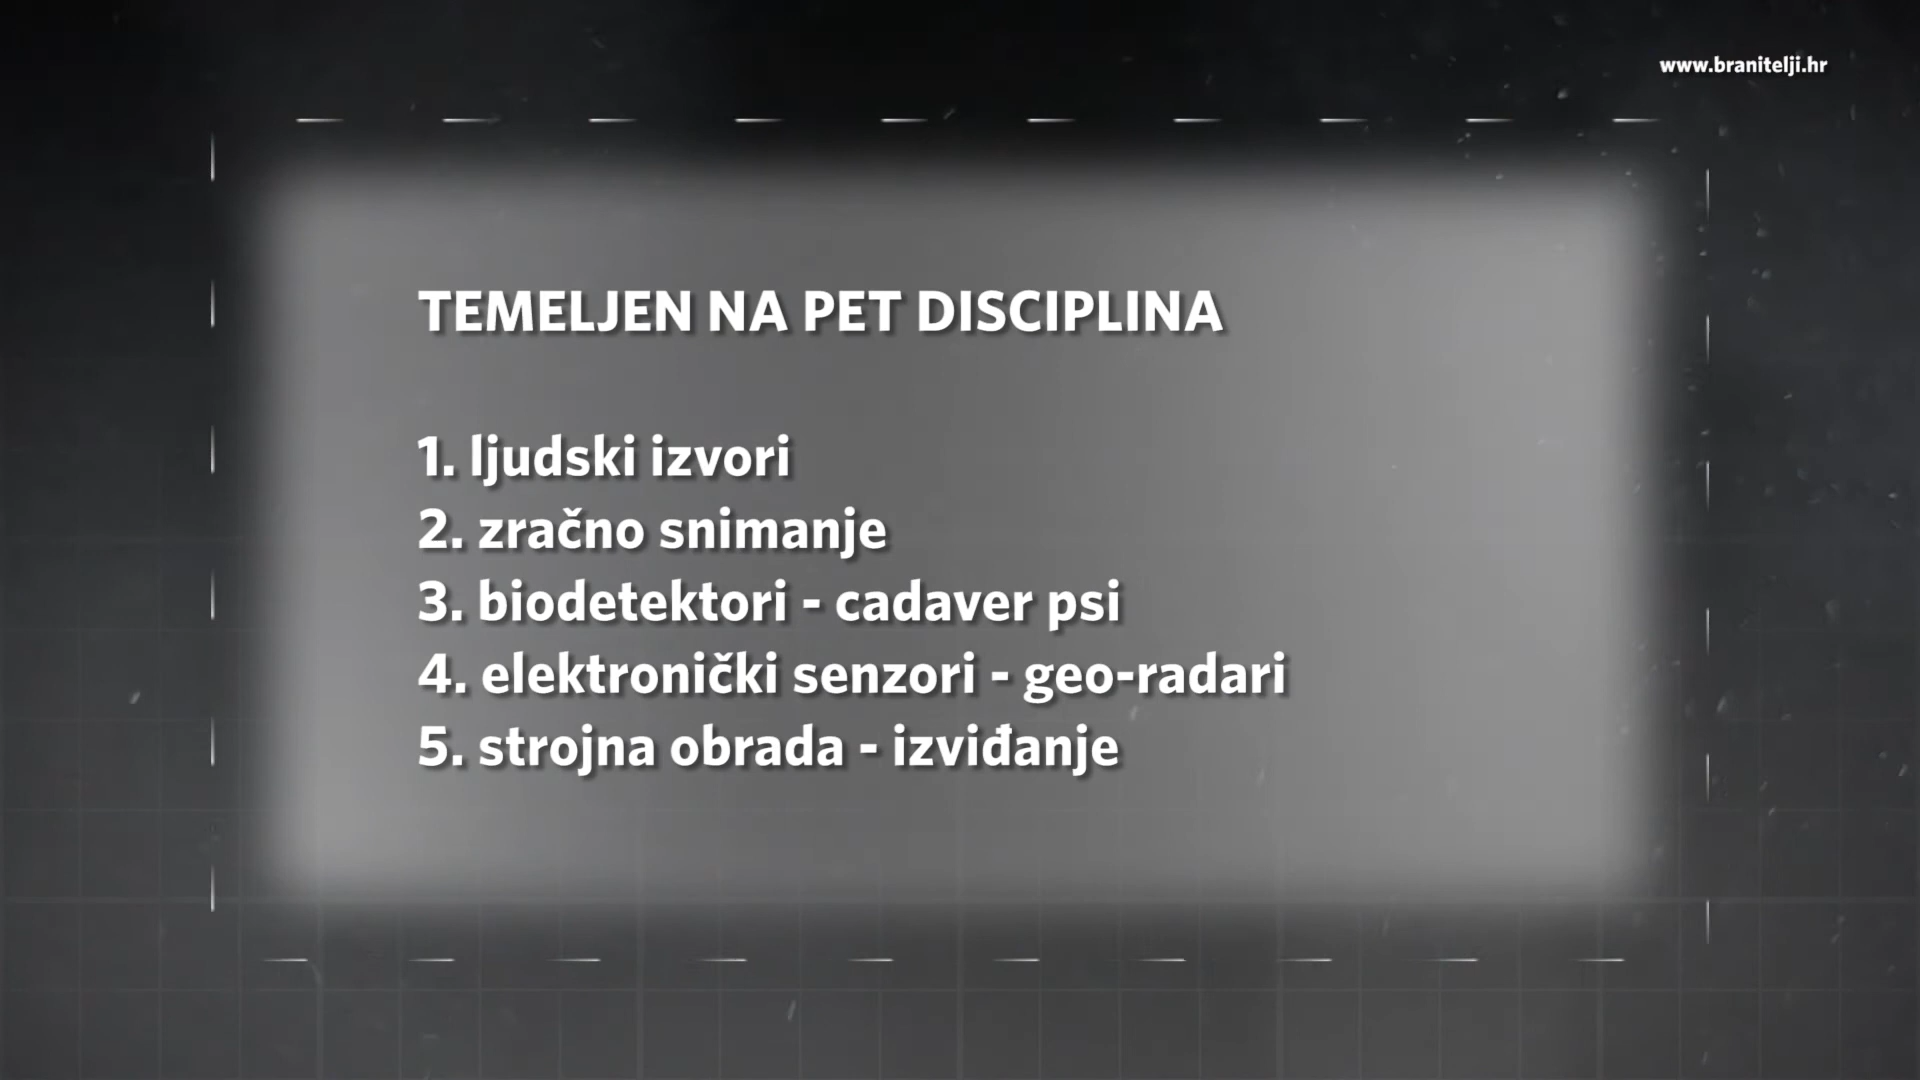 www.branitelji.hr
TEMELJEN NA PET DISCIPLINA
1. ljudski izvori
2. zračno snimanje
3. biodetektori - cadaver psi
4. elektronički senzori - geo-radari
5. strojna obrada - izviđanje